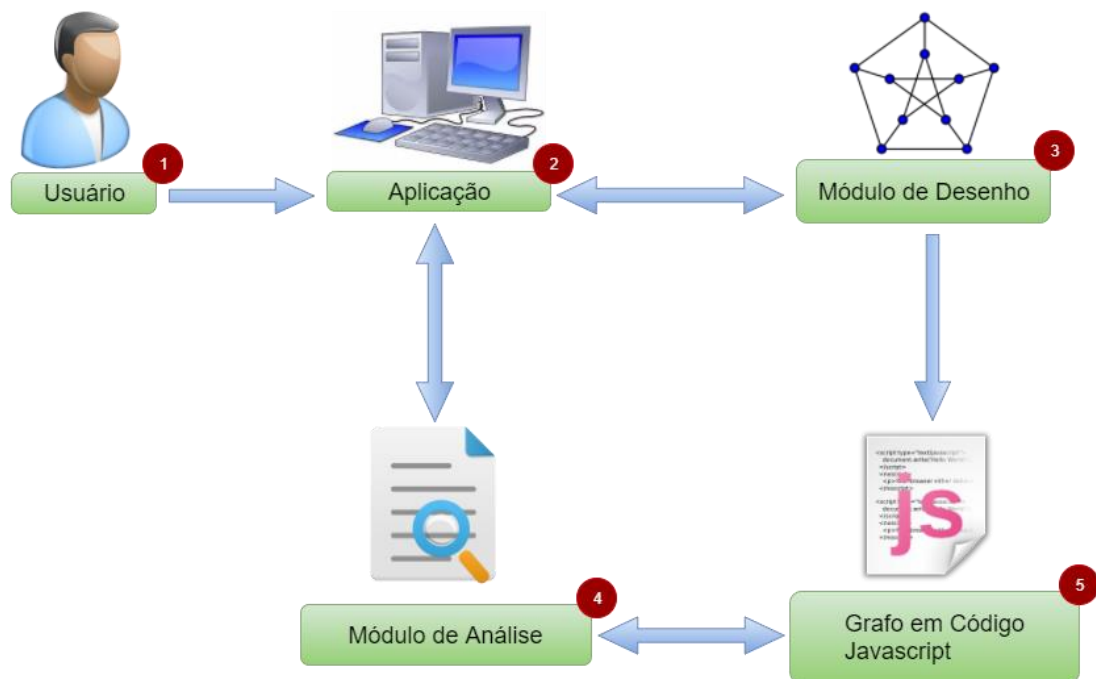 1
Usuário
2
Aplicação
3
Módulo de Desenho
4
Módulo de Análise
js
5
Grafo em Código
Javascript